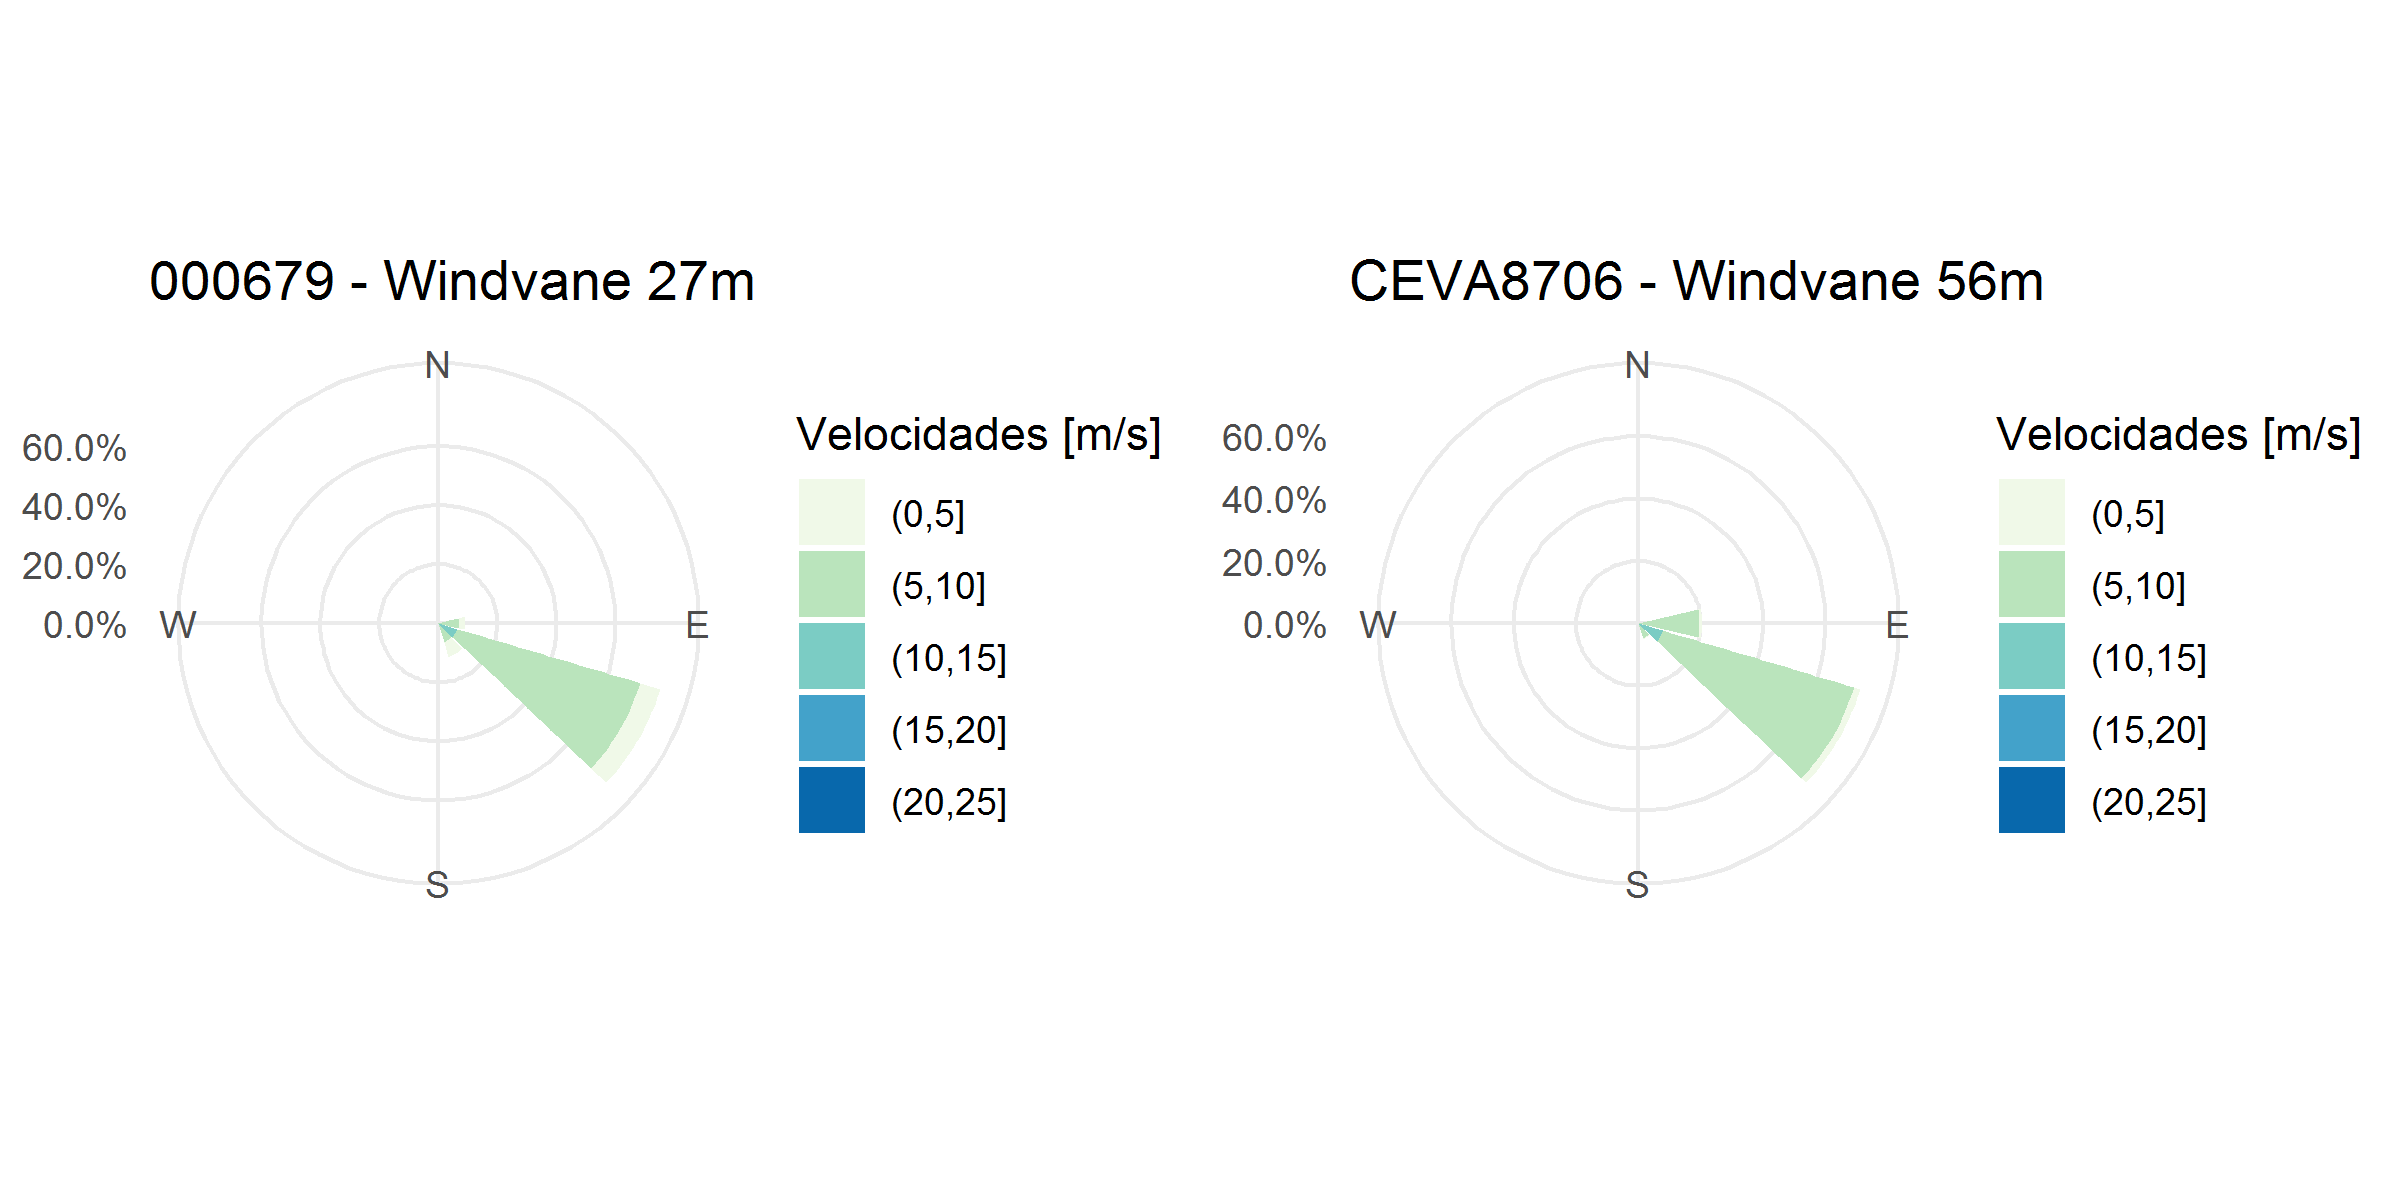 000679 - Windvane 27m
N
60.0%
40.0%
20.0%
0.0%
W
E
S
Velocidades [m/s]
(0,5]
(5,10]
(10,15]
(15,20]
(20,25]
CEVA8706 - Windvane 56m
N
60.0%
40.0%
20.0%
0.0%
W
E
S
Velocidades [m/s]
(0,5]
(5,10]
(10,15]
(15,20]
(20,25]